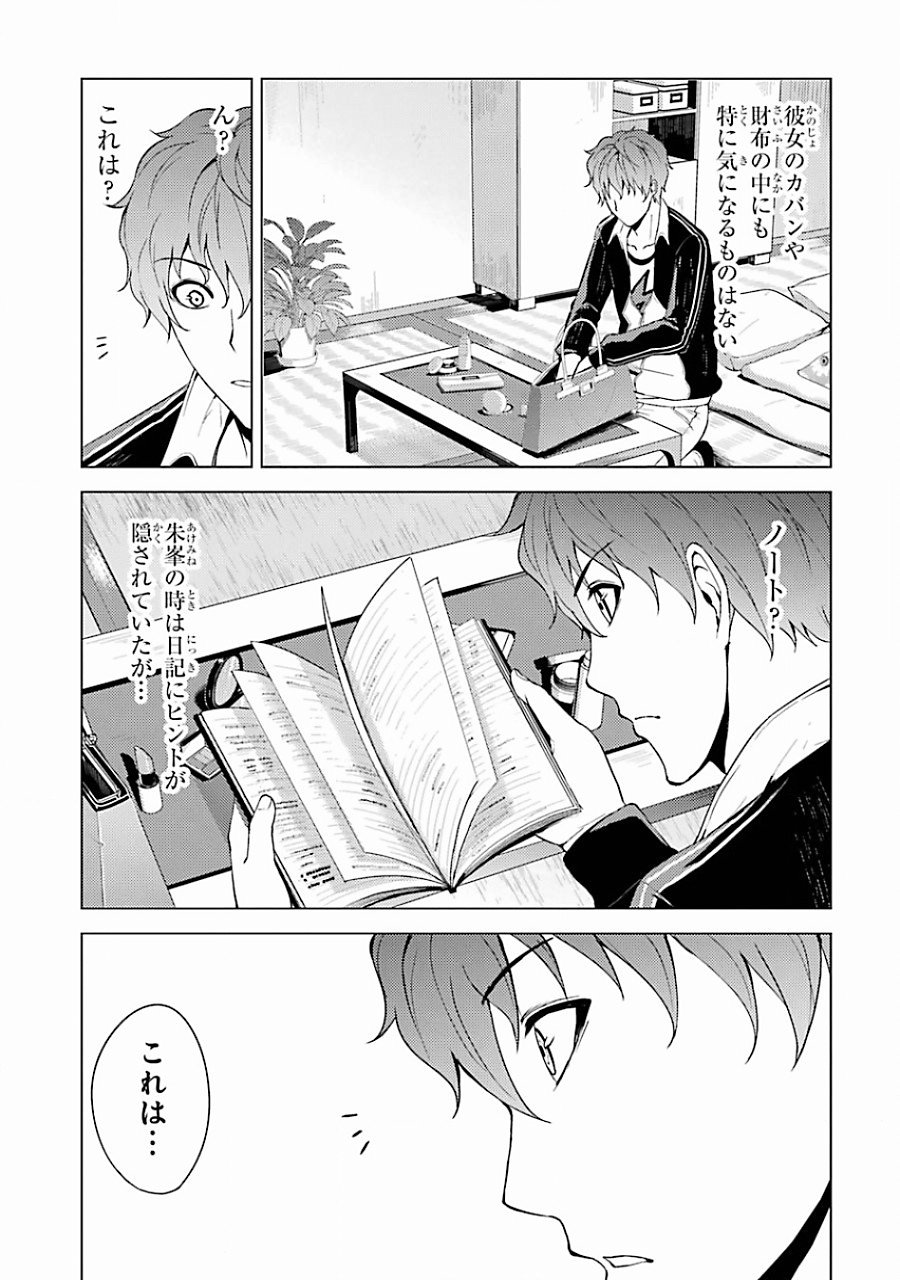 彼女のカバンや
財布の中にも
特に気になるものはない
ん?
これは?
ノート?
朱峯の時は日記にヒントが
隠されていたが…
これは…